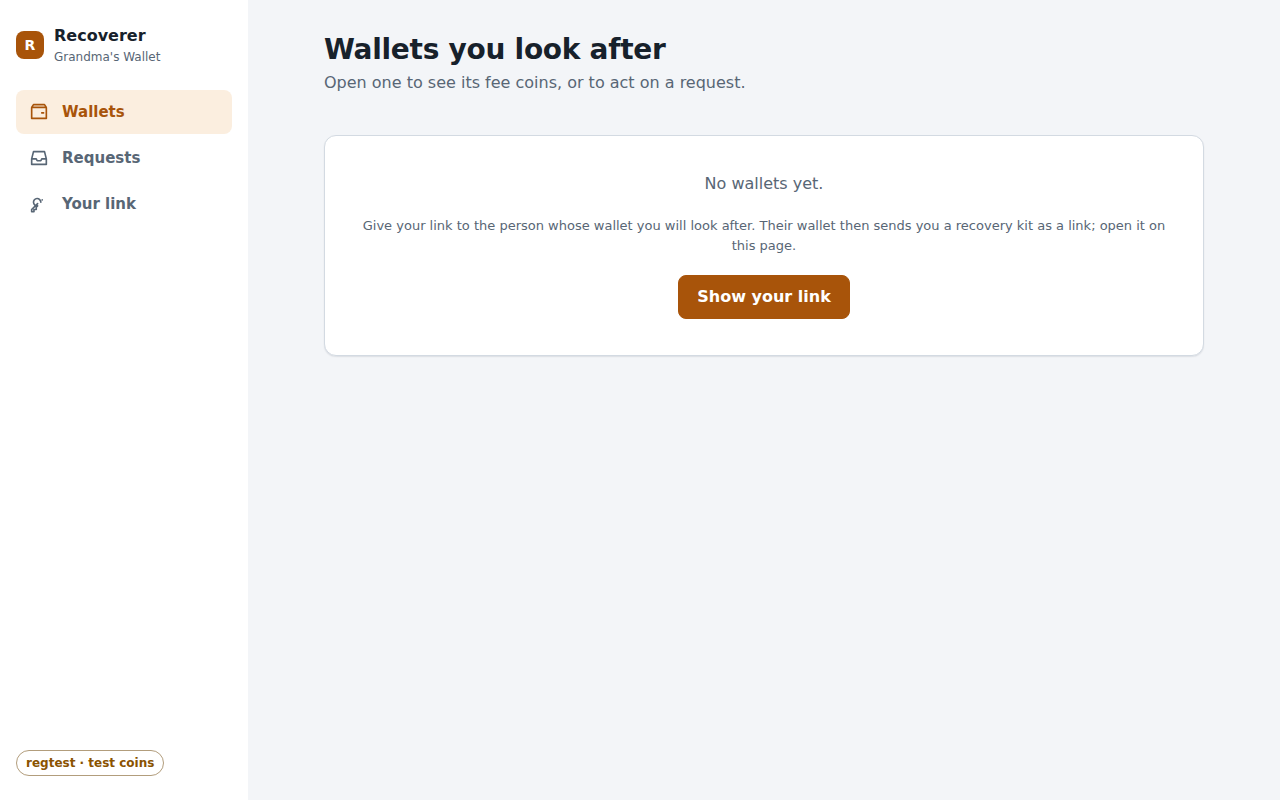 R
Recoverer
Grandma's Wallet
Wallets
Requests
Your link
regtest · test coins
Wallets you look after
Open one to see its fee coins, or to act on a request.
No wallets yet.
Give your link to the person whose wallet you will look after. Their wallet then sends you a recovery kit as a link; open it on
this page.
Show your link